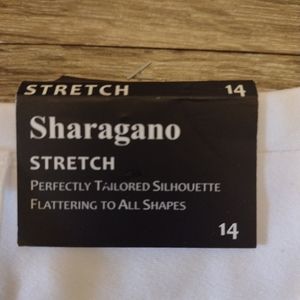 STRETCH 14
Sharagano
STRETCH
PERFECTLY TAILORED SILHOUETTE
FLATTERING TO ALL SHAPES
14